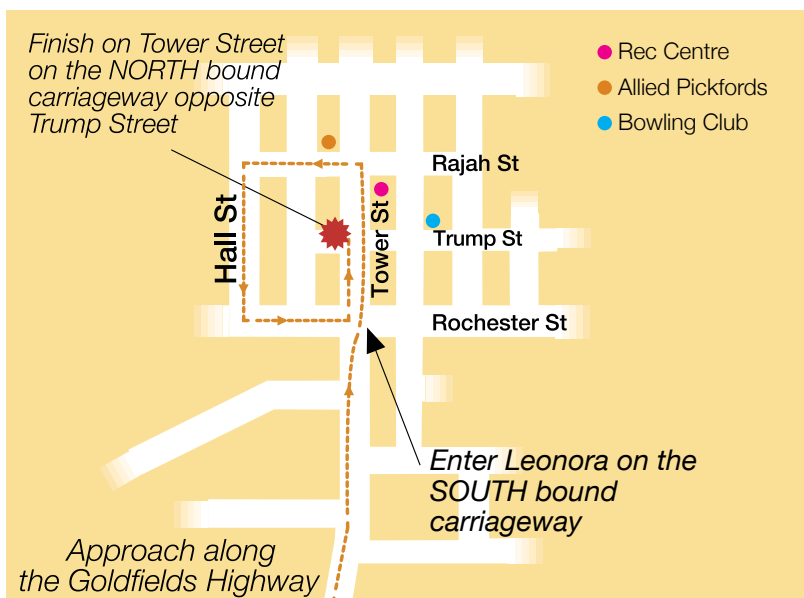 Finish on Tower Street
on the NORTH bound
carriageway opposite
Trump Street
Rec Centre
Allied Pickfords
Bowling Club
Rajah St
Hall St
Tower St
Trump St
Rochester St
Enter Leonora on the
SOUTH bound
carriageway
Approach along
the Goldfields Highway